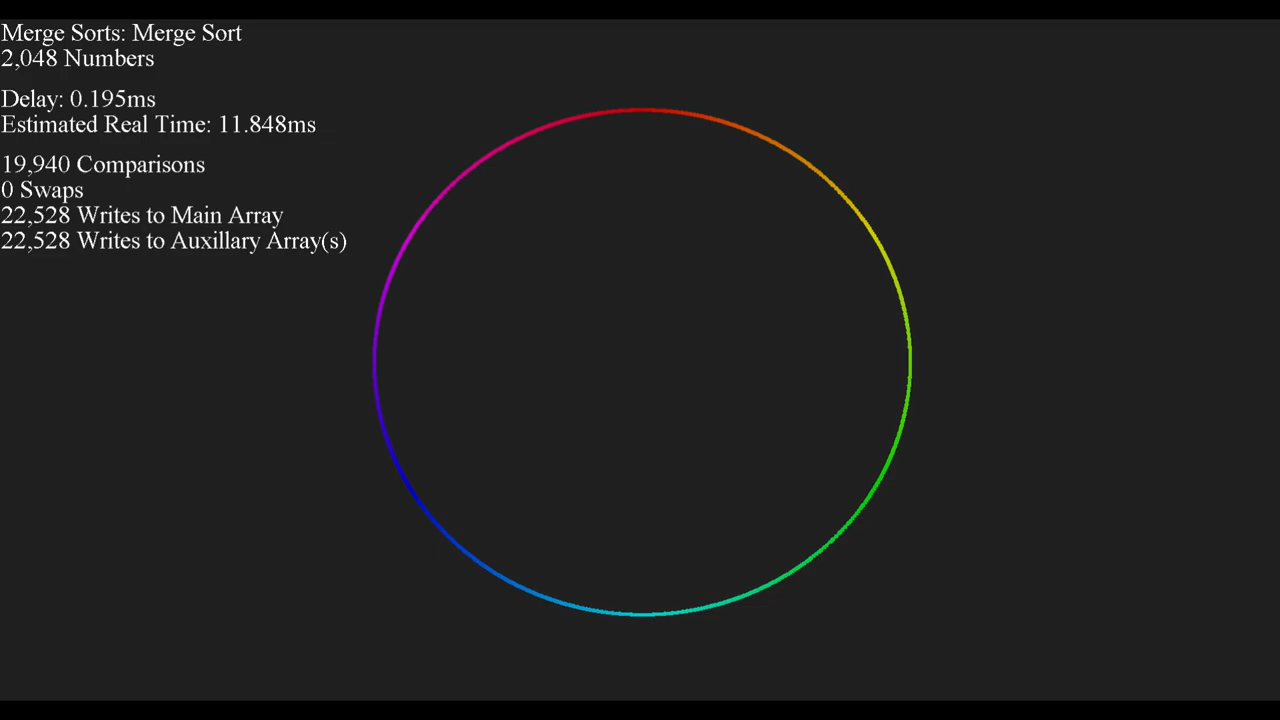 Merge Sorts: Merge Sort
2,048 Numbers
Delay: 0.195ms
Estimated Real Time: 11.848ms
19,940 Comparisons
0 Swaps
22,528 Writes to Main Array
22,528 Writes to Auxillary Array(s)